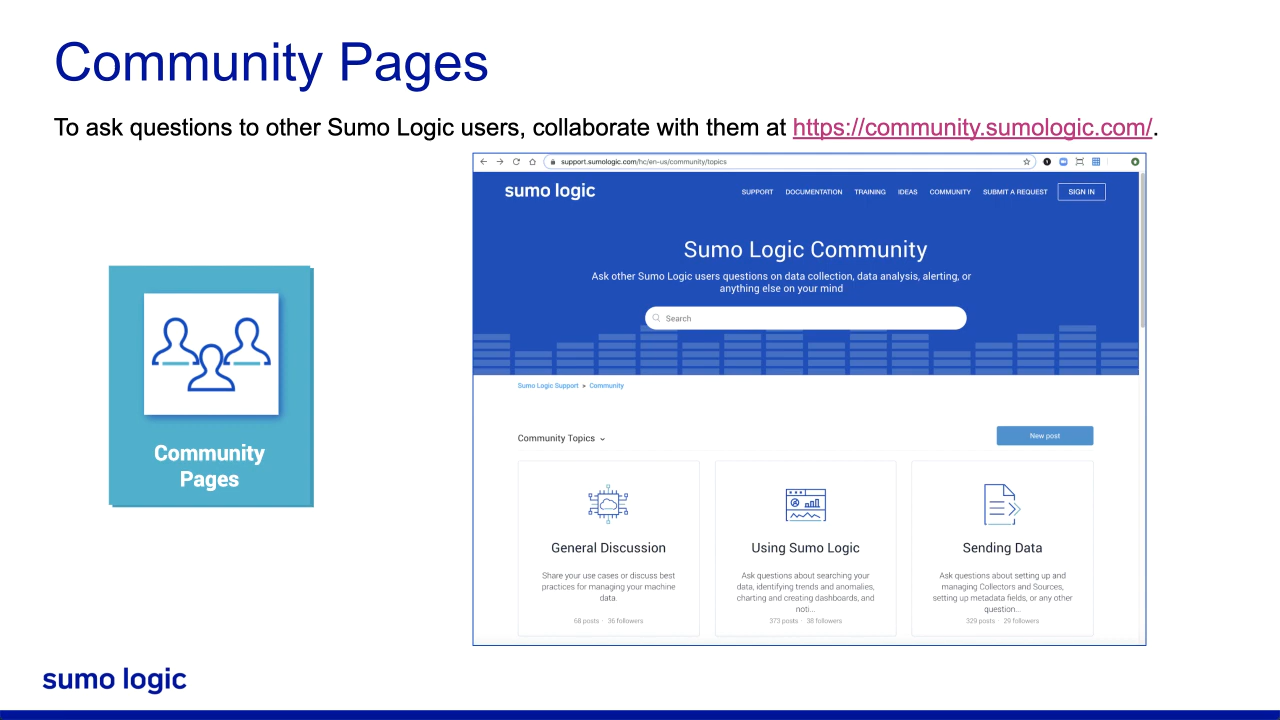 Community Pages
To ask questions to other Sumo Logic users, collaborate with them at https://community.sumologic.com/.
support.sumologic.com/hc/en-us/community/topics
sumo logic
SUPPORT DOCUMENTATION TRAINING IDEAS COMMUNITY SUBMIT A REQUEST SIGN IN
Sumo Logic Community
Ask other Sumo Logic users questions on data collection, data analysis, alerting, or
anything else on your mind
Search
Sumo Logic Support > Community
Community Topics
New post
General Discussion
Share your use cases or discuss best
practices for managing your machine
data.
68 posts · 36 followers
Using Sumo Logic
Ask questions about searching your
data, identifying trends and anomalies,
charting and creating dashboards, and
noti...
373 posts · 38 followers
Sending Data
Ask questions about setting up and
managing Collectors and Sources,
setting up metadata fields, or any other
question...
329 posts · 29 followers
Community
Pages
sumo logic